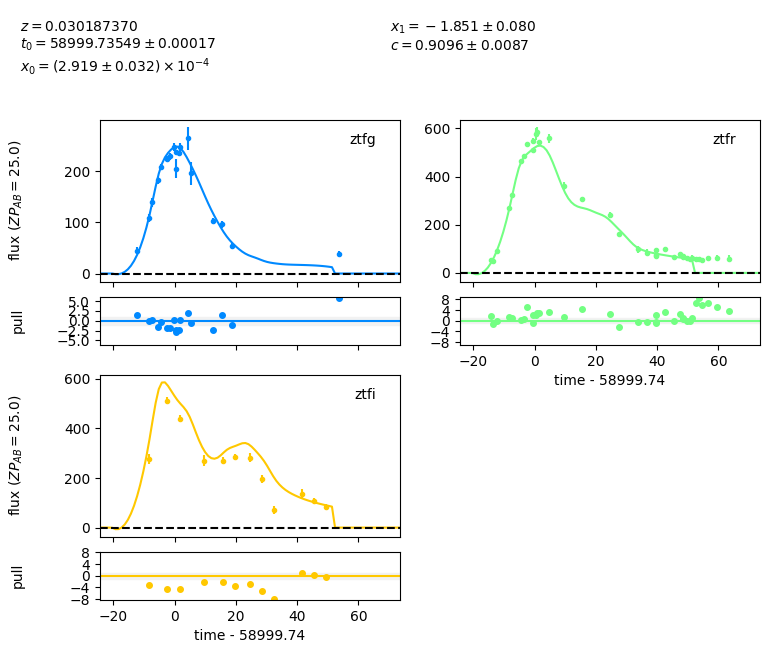 z = 0.030187370
t₀ = 58999.73549 ± 0.00017
x₀ = (2.919 ± 0.032) × 10⁻⁴
x₁ = −1.851 ± 0.080
c = 0.9096 ± 0.0087
ztfg
flux (ZP_AB = 25.0)
200
100
0
pull
5.0
2.5
0.0
−2.5
−5.0
ztfr
600
400
200
0
8
4
0
−4
−8
−20
0
20
40
60
time - 58999.74
ztfi
flux (ZP_AB = 25.0)
600
400
200
0
pull
8
4
0
−4
−8
−20
0
20
40
60
time - 58999.74